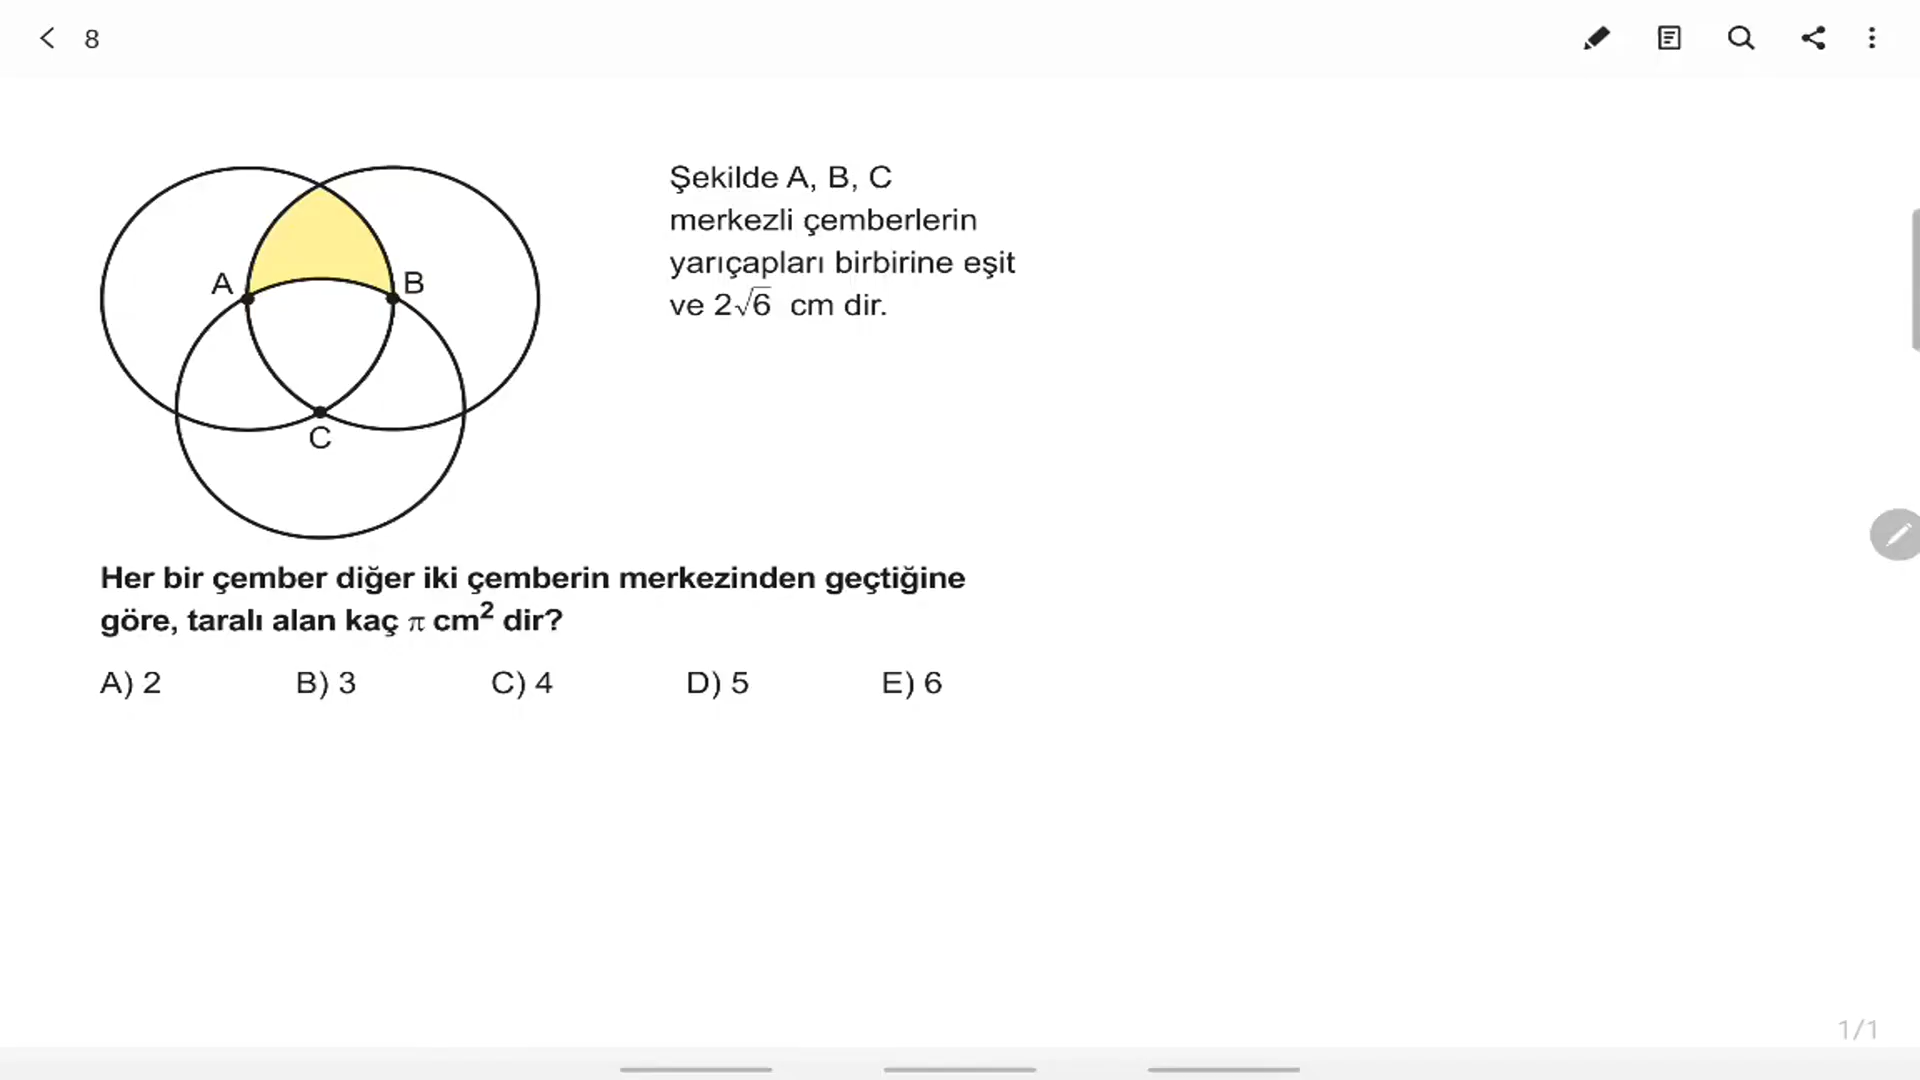 8
Şekilde A, B, C
merkezli çemberlerin
yarıçapları birbirine eşit
ve 2√6 cm dir.
A
B
C
Her bir çember diğer iki çemberin merkezinden geçtiğine
göre, taralı alan kaç π cm² dir?
A) 2 B) 3 C) 4 D) 5 E) 6
1/1